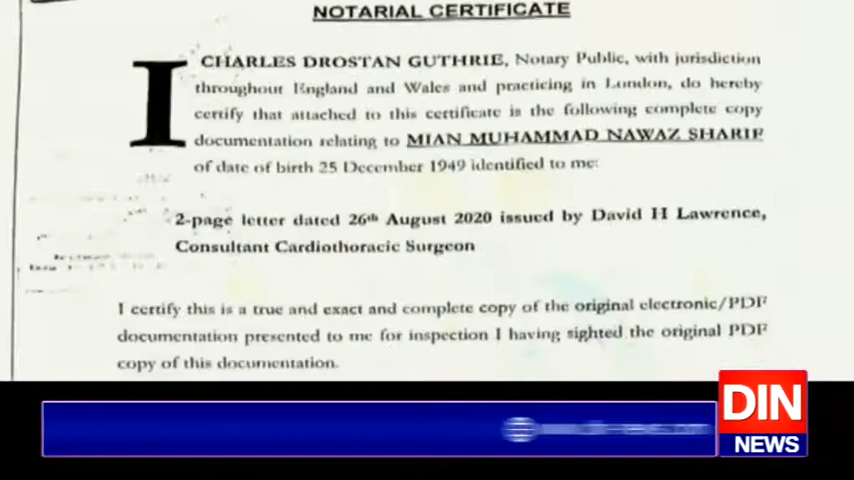 NOTARIAL CERTIFICATE
I CHARLES DROSTAN GUTHRIE, Notary Public, with jurisdiction
throughout England and Wales and practicing in London, do hereby
certify that attached to this certificate is the following complete copy
documentation relating to MIAN MUHAMMAD NAWAZ SHARIF
of date of birth 25 December 1949 identified to me:
2-page letter dated 26th August 2020 issued by David H Lawrence,
Consultant Cardiothoracic Surgeon
I certify this is a true and exact and complete copy of the original electronic/PDF
documentation presented to me for inspection I having sighted the original PDF
copy of this documentation.
DIN
NEWS